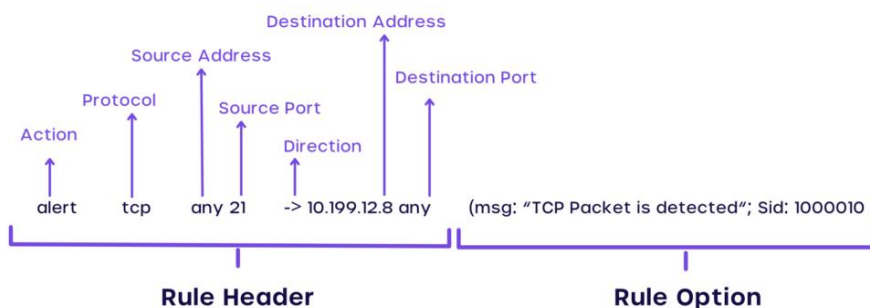 Destination Address
Source Address
Destination Port
Protocol
Source Port
Action
Direction
alert tcp any 21 -> 10.199.12.8 any (msg: “TCP Packet is detected“; Sid: 1000010
Rule Header Rule Option